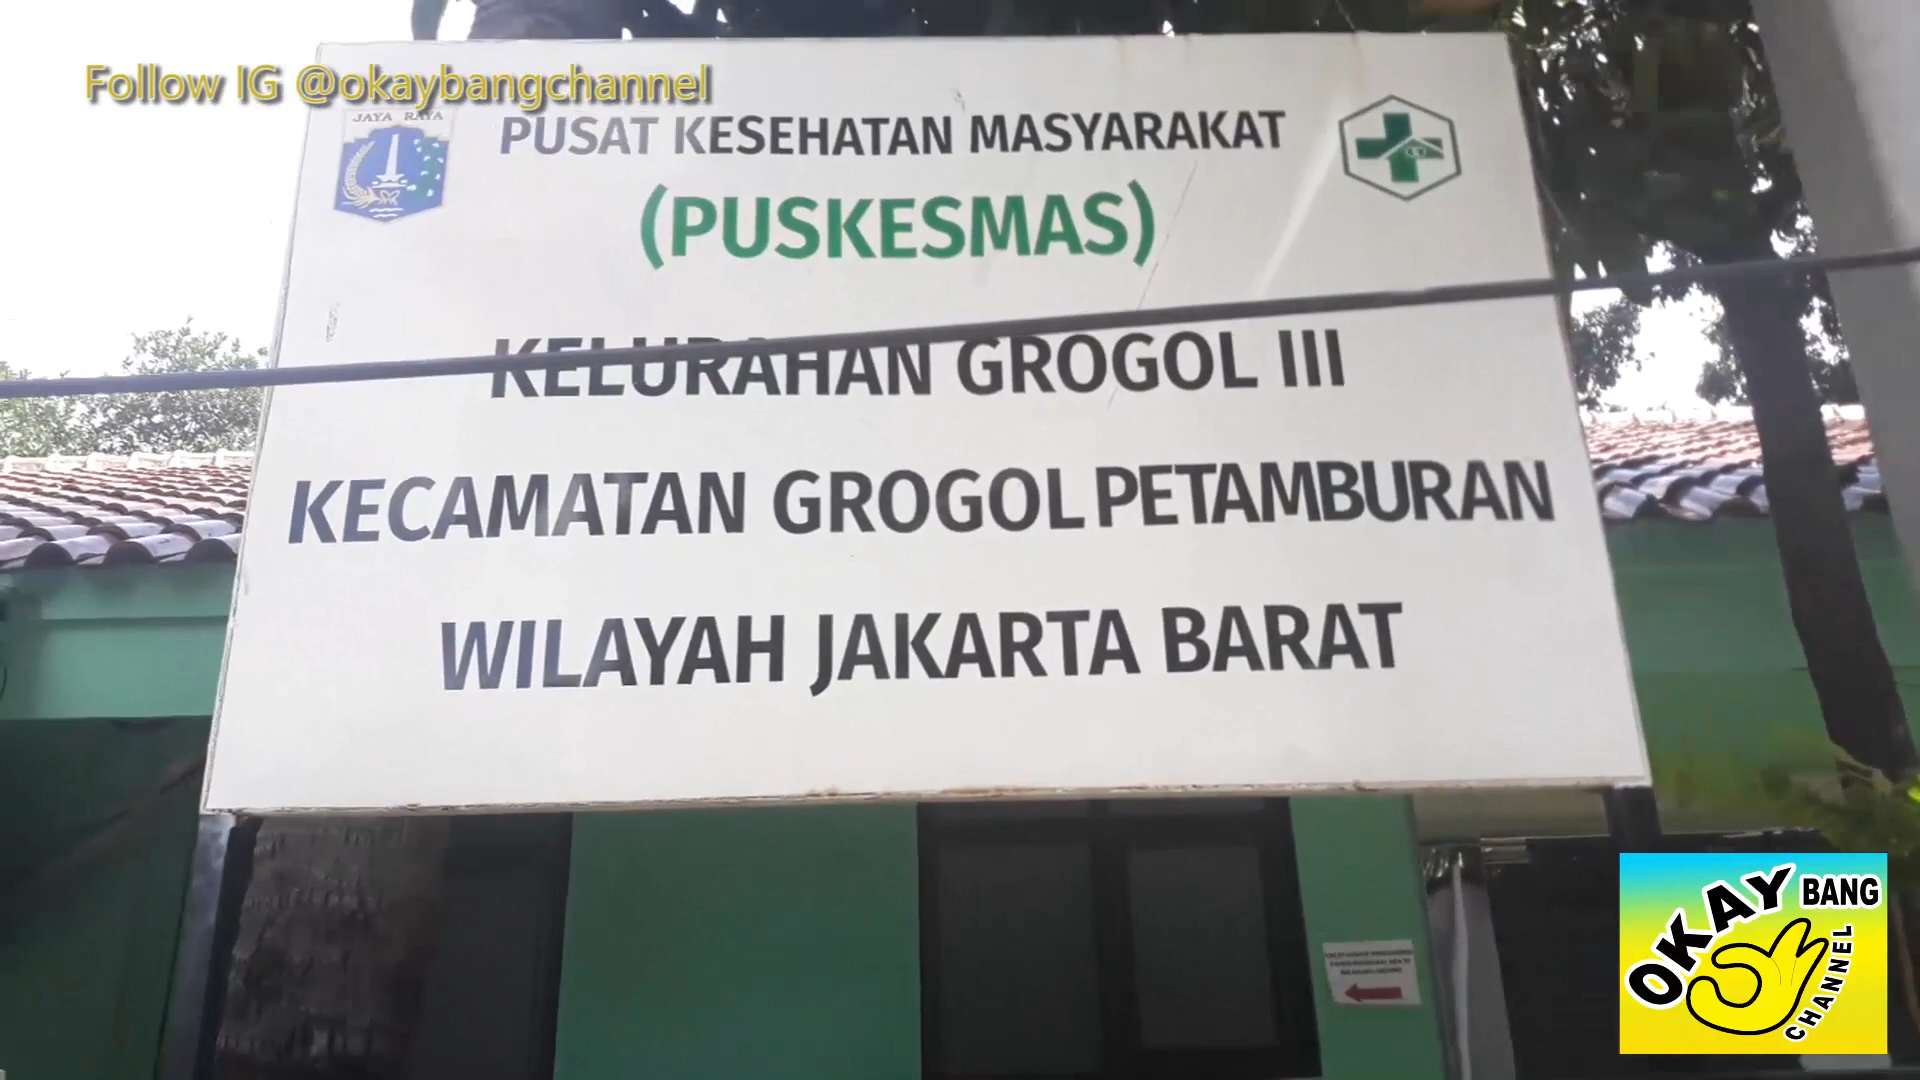 Follow IG @okaybangchannel
JAYA RAYA
PUSAT KESEHATAN MASYARAKAT
(PUSKESMAS)
KELURAHAN GROGOL III
KECAMATAN GROGOL PETAMBURAN
WILAYAH JAKARTA BARAT
OKAY BANG
CHANNEL